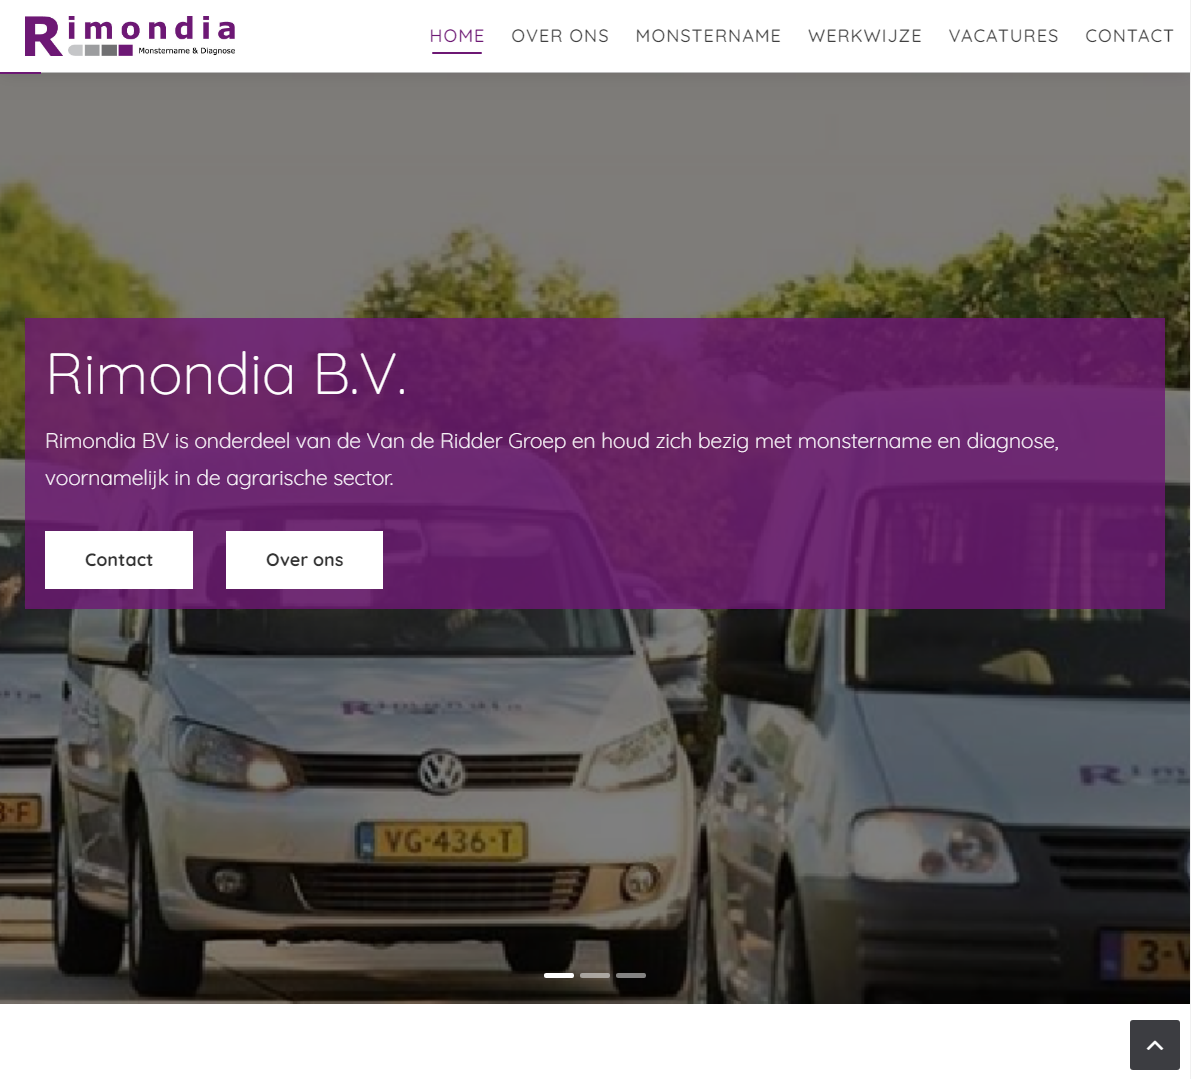 Rimondia
Monstername & Diagnose
HOME OVER ONS MONSTERNAME WERKWIJZE VACATURES CONTACT
Rimondia B.V.
Rimondia BV is onderdeel van de Van de Ridder Groep en houd zich bezig met monstername en diagnose,
voornamelijk in de agrarische sector.
Contact Over ons
Rimondia
VG-436-T